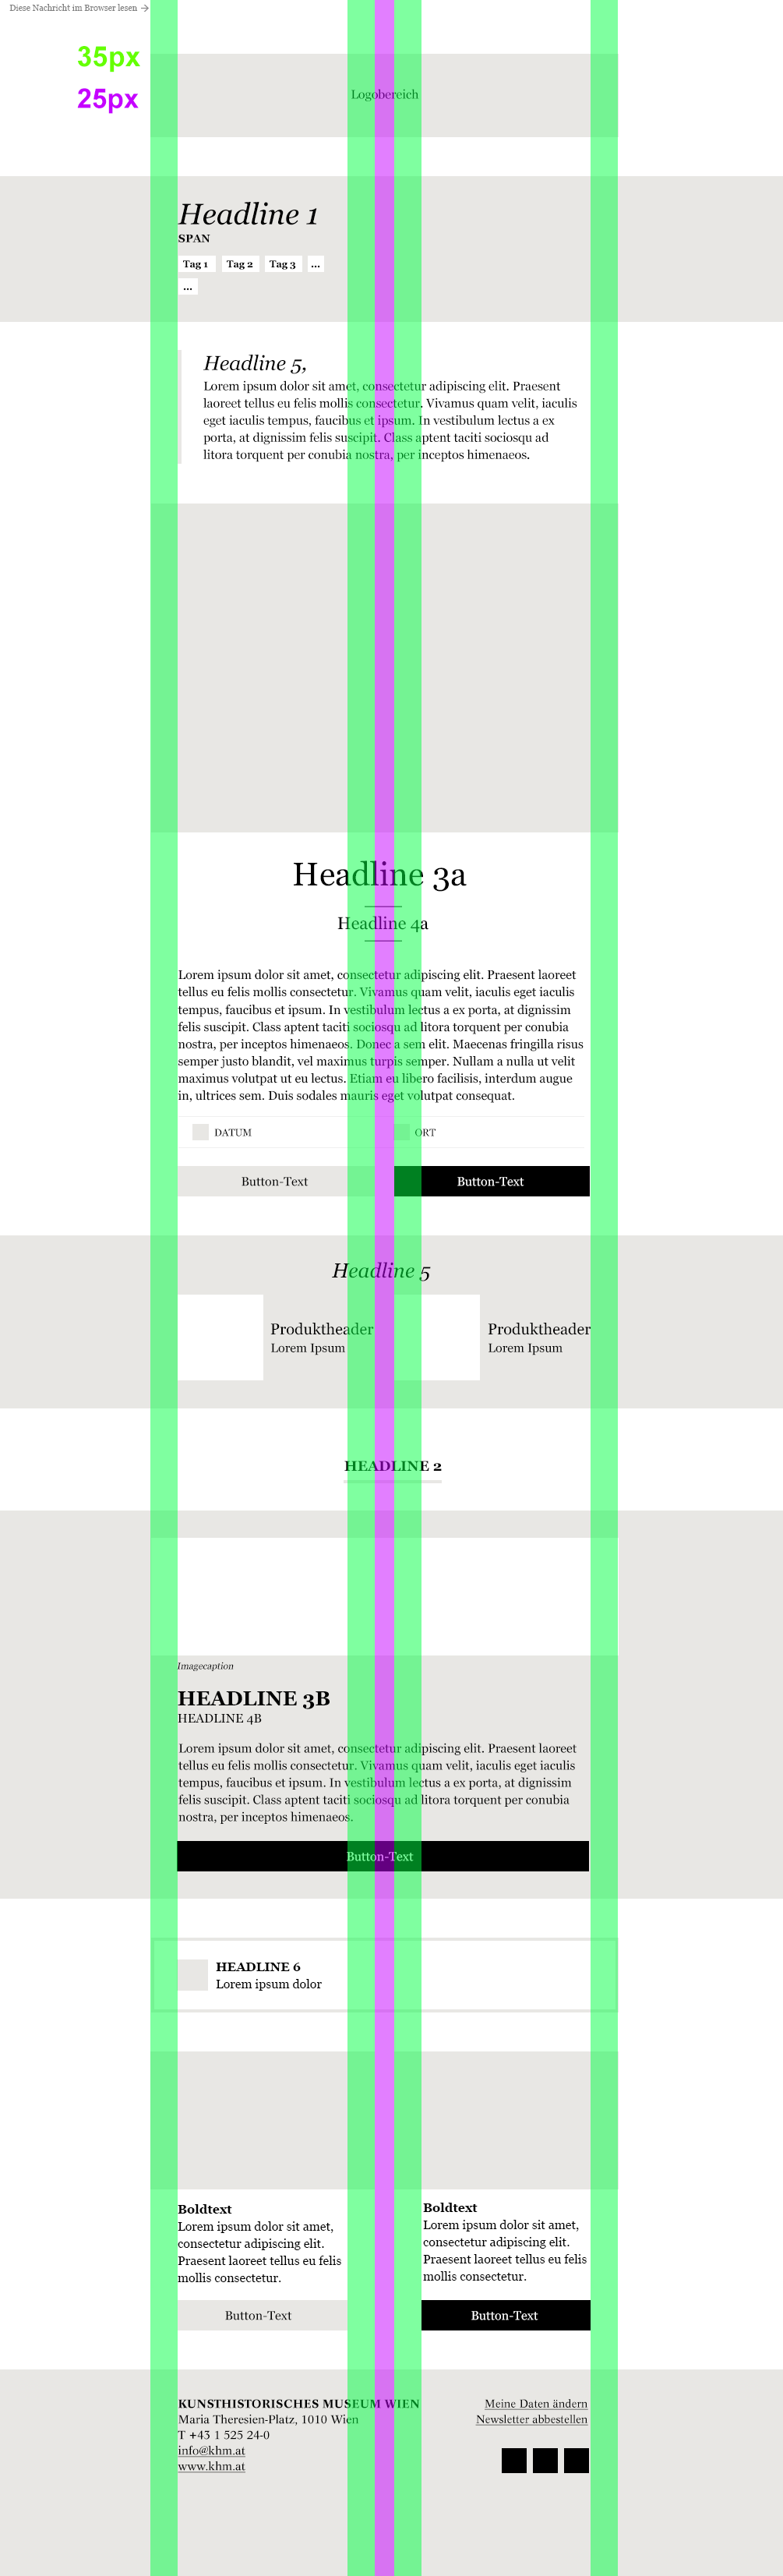 Diese Nachricht im Browser lesen →
35px
25px
Logobereich
Headline 1
SPAN
Tag 1 Tag 2 Tag 3 ...
...
Headline 5,
Lorem ipsum dolor sit amet, consectetur adipiscing elit. Praesent
laoreet tellus eu felis mollis consectetur. Vivamus quam velit, iaculis
eget iaculis tempus, faucibus et ipsum. In vestibulum lectus a ex
porta, at dignissim felis suscipit. Class aptent taciti sociosqu ad
litora torquent per conubia nostra, per inceptos himenaeos.
Headline 3a
Headline 4a
Lorem ipsum dolor sit amet, consectetur adipiscing elit. Praesent laoreet
tellus eu felis mollis consectetur. Vivamus quam velit, iaculis eget iaculis
tempus, faucibus et ipsum. In vestibulum lectus a ex porta, at dignissim
felis suscipit. Class aptent taciti sociosqu ad litora torquent per conubia
nostra, per inceptos himenaeos. Donec a sem elit. Maecenas fringilla risus
semper justo blandit, vel maximus turpis semper. Nullam a nulla ut velit
maximus volutpat ut eu lectus. Etiam eu libero facilisis, interdum augue
in, ultrices sem. Duis sodales mauris eget volutpat consequat.
DATUM ORT
Button-Text Button-Text
Headline 5
Produktheader Produktheader
Lorem Ipsum Lorem Ipsum
HEADLINE 2
Imagecaption
HEADLINE 3B
HEADLINE 4B
Lorem ipsum dolor sit amet, consectetur adipiscing elit. Praesent laoreet
tellus eu felis mollis consectetur. Vivamus quam velit, iaculis eget iaculis
tempus, faucibus et ipsum. In vestibulum lectus a ex porta, at dignissim
felis suscipit. Class aptent taciti sociosqu ad litora torquent per conubia
nostra, per inceptos himenaeos.
Button-Text
HEADLINE 6
Lorem ipsum dolor
Boldtext
Lorem ipsum dolor sit amet,
consectetur adipiscing elit.
Praesent laoreet tellus eu felis
mollis consectetur.
Button-Text
Boldtext
Lorem ipsum dolor sit amet,
consectetur adipiscing elit.
Praesent laoreet tellus eu felis
mollis consectetur.
Button-Text
KUNSTHISTORISCHES MUSEUM WIEN
Maria Theresien-Platz, 1010 Wien
T +43 1 525 24-0
info@khm.at
www.khm.at
Meine Daten ändern
Newsletter abbestellen